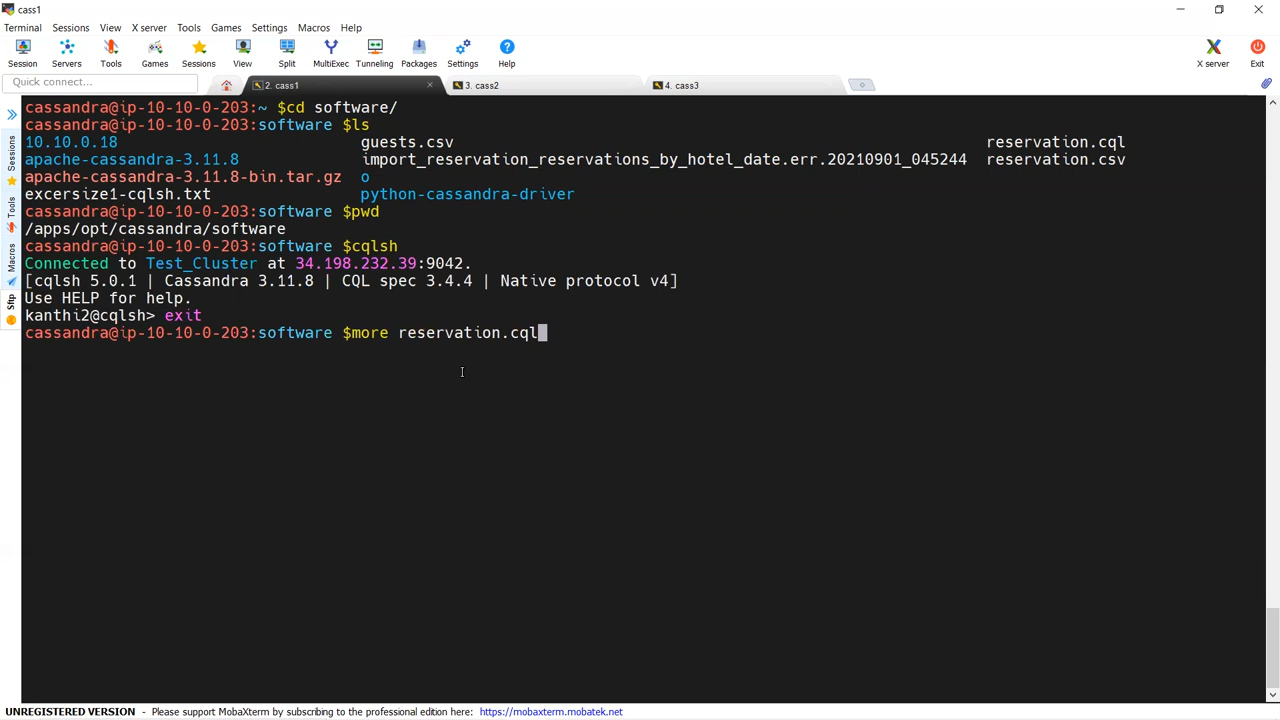 cass1
Terminal Sessions View X server Tools Games Settings Macros Help
Session Servers Tools Games Sessions View Split MultiExec Tunneling Packages Settings Help X server Exit
Quick connect...
2. cass1 3. cass2 4. cass3
Sessions
Tools
Macros
Sftp
cassandra@ip-10-10-0-203:~ $cd software/
cassandra@ip-10-10-0-203:software $ls
10.10.0.18 guests.csv reservation.cql
apache-cassandra-3.11.8 import_reservation_reservations_by_hotel_date.err.20210901_045244 reservation.csv
apache-cassandra-3.11.8-bin.tar.gz o
excersize1-cqlsh.txt python-cassandra-driver
cassandra@ip-10-10-0-203:software $pwd
/apps/opt/cassandra/software
cassandra@ip-10-10-0-203:software $cqlsh
Connected to Test_Cluster at 34.198.232.39:9042.
[cqlsh 5.0.1 | Cassandra 3.11.8 | CQL spec 3.4.4 | Native protocol v4]
Use HELP for help.
kanthi2@cqlsh> exit
cassandra@ip-10-10-0-203:software $more reservation.cql
UNREGISTERED VERSION - Please support MobaXterm by subscribing to the professional edition here: https://mobaxterm.mobatek.net